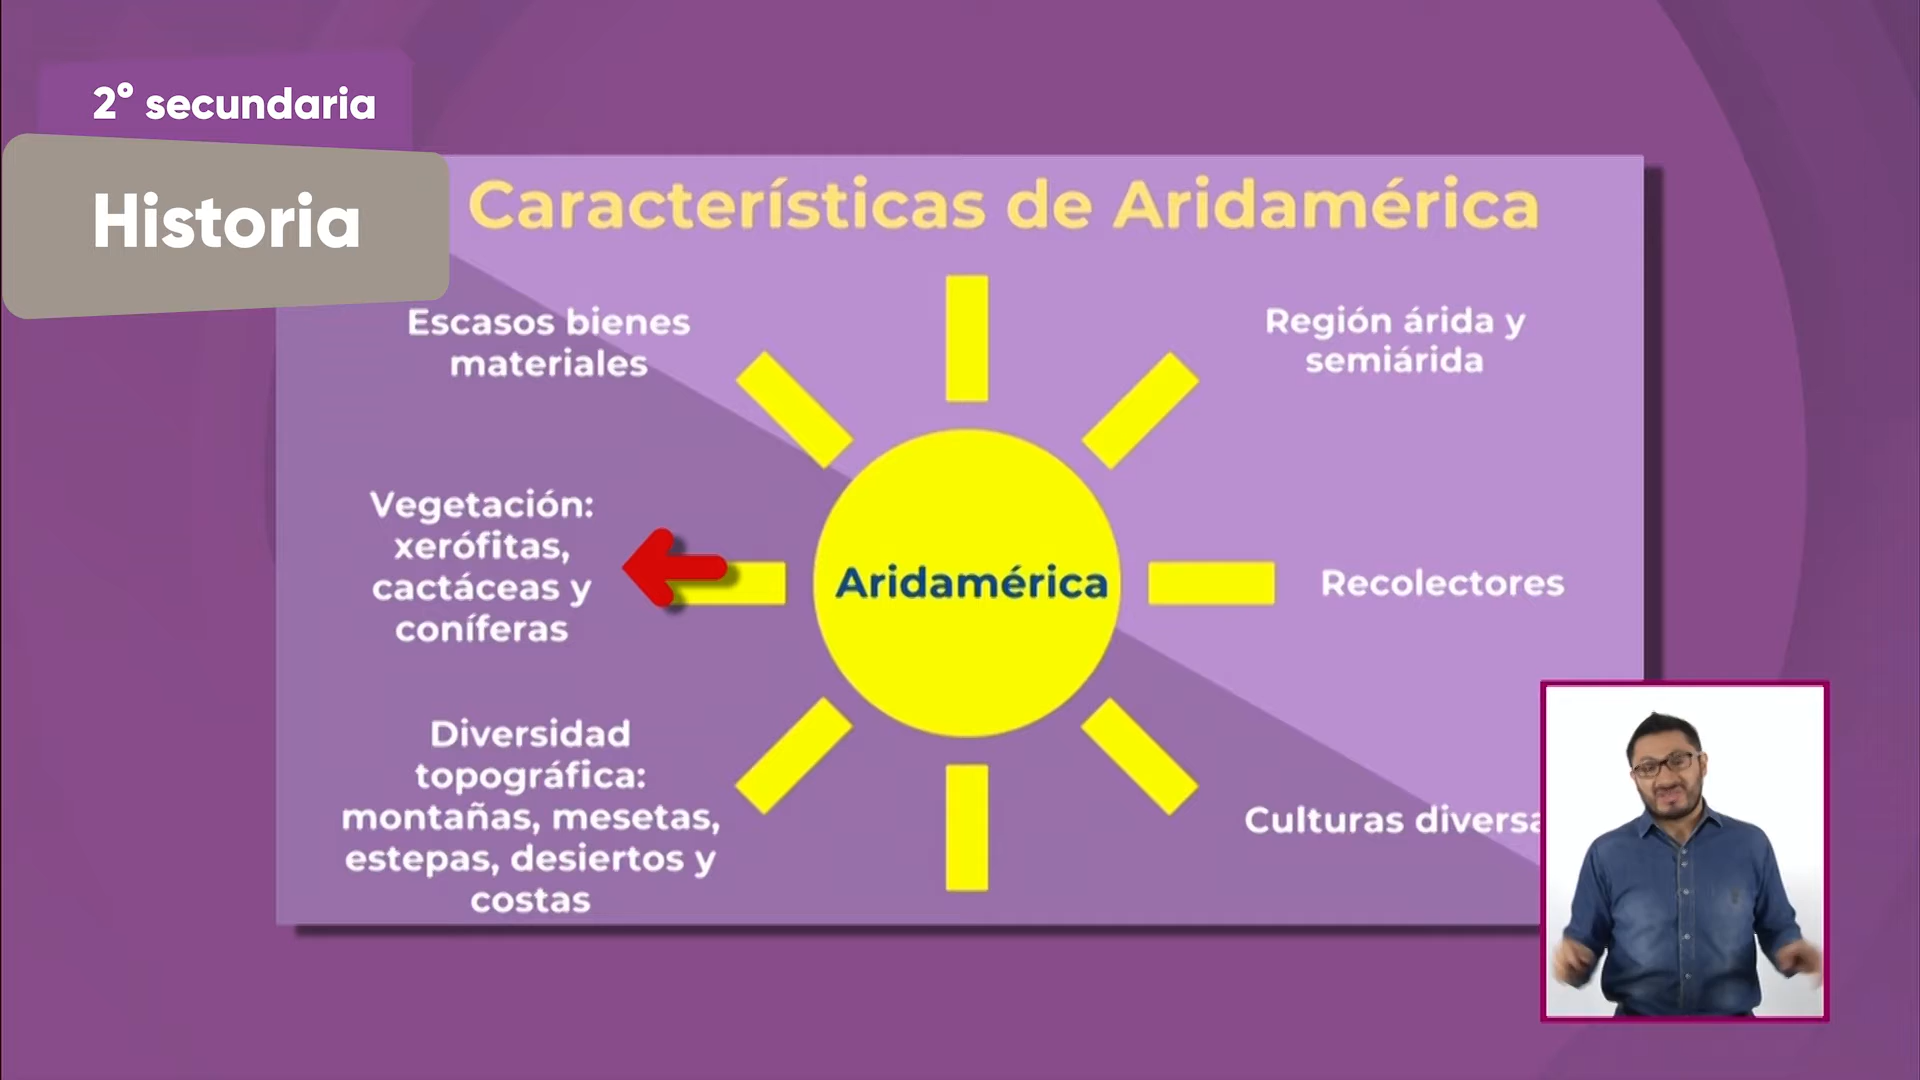 2° secundaria
Historia
Características de Aridamérica
Escasos bienes
materiales
Región árida y
semiárida
Vegetación:
xerófitas,
cactáceas y
coníferas
Aridamérica
Recolectores
Diversidad
topográfica:
montañas, mesetas,
estepas, desiertos y
costas
Culturas